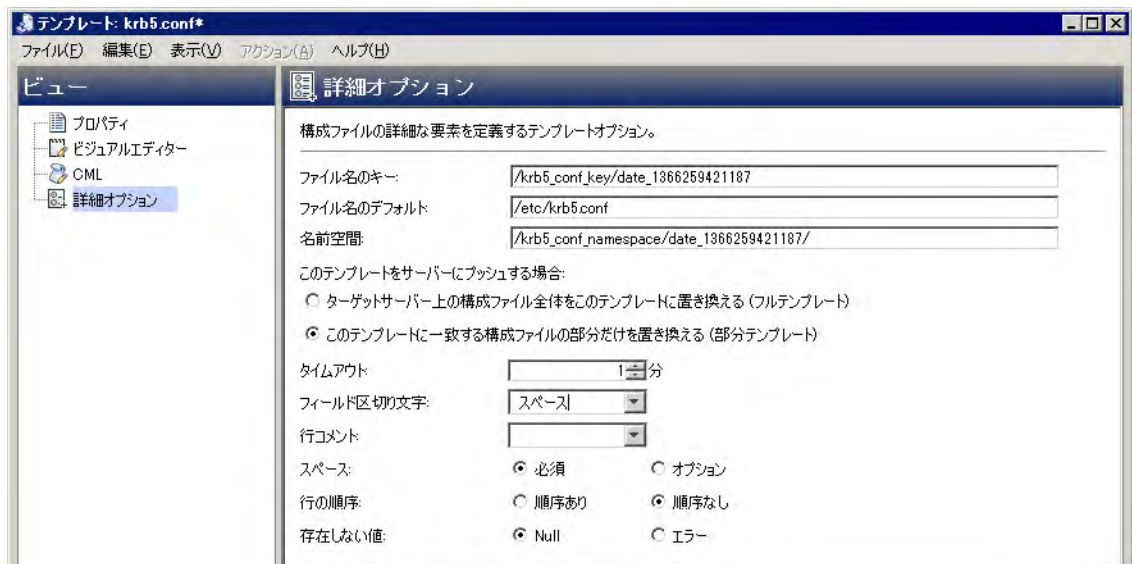 テンプレート: krb5.conf*
ファイル(F) 編集(E) 表示(V) アクション(A) ヘルプ(H)
ビュー
プロパティ
ビジュアルエディター
CML
詳細オプション
詳細オプション
構成ファイルの詳細な要素を定義するテンプレートオプション。
ファイル名のキー: /krb5_conf_key/date_1366259421187
ファイル名のデフォルト: /etc/krb5.conf
名前空間: /krb5_conf_namespace/date_1366259421187/
このテンプレートをサーバーにプッシュする場合:
ターゲットサーバー上の構成ファイル全体をこのテンプレートに置き換える (フルテンプレート)
このテンプレートに一致する構成ファイルの部分だけを置き換える (部分テンプレート)
タイムアウト: 1 分
フィールド区切り文字: スペース
行コメント:
スペース: 必須 オプション
行の順序: 順序あり 順序なし
存在しない値: Null エラー